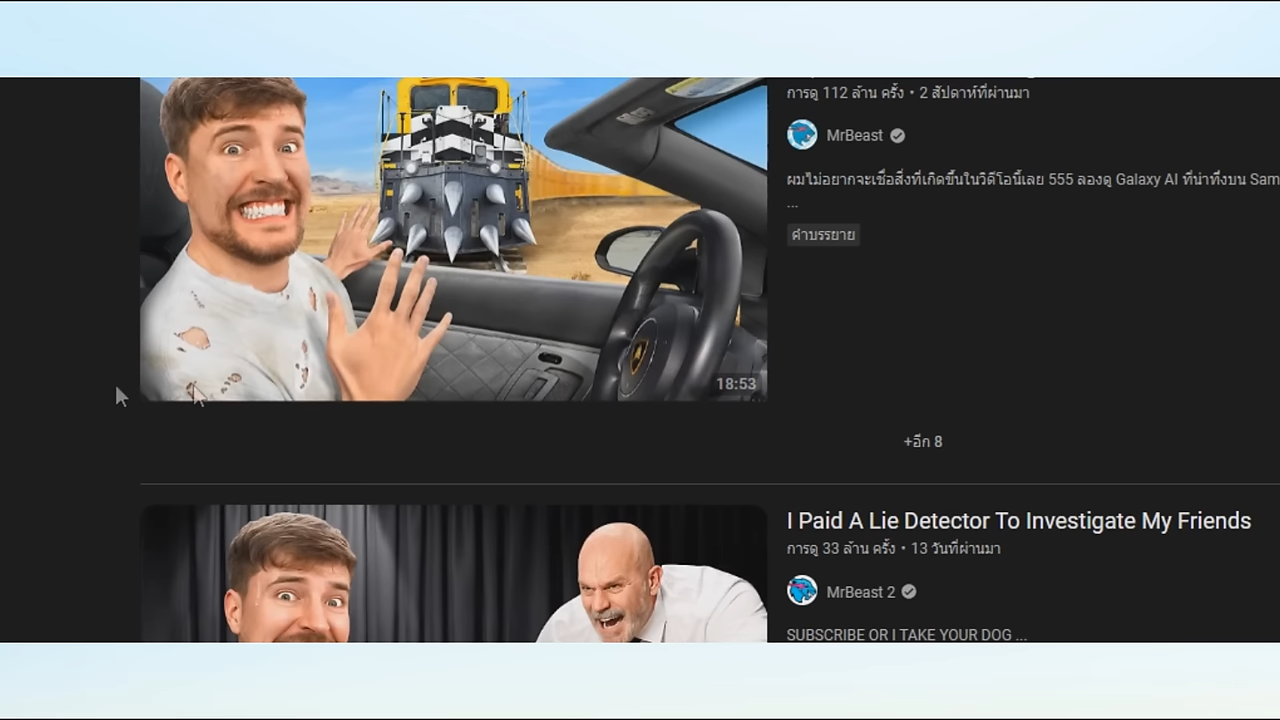 การดู 112 ล้าน ครั้ง • 2 สัปดาห์ที่ผ่านมา
MrBeast
ผมไม่อยากจะเชื่อสิ่งที่เกิดขึ้นในวิดีโอนี้เลย 555 ลองดู Galaxy AI ที่น่าทึ่งบน Sam
...
คำบรรยาย
18:53
+อีก 8
I Paid A Lie Detector To Investigate My Friends
การดู 33 ล้าน ครั้ง • 13 วันที่ผ่านมา
MrBeast 2
SUBSCRIBE OR I TAKE YOUR DOG ...